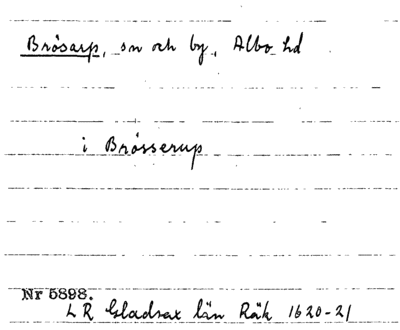 Brösarp, sn och by, Albo hd
i Brösserup
Nr 5898.
LR Gladsax län Räk 1620-21